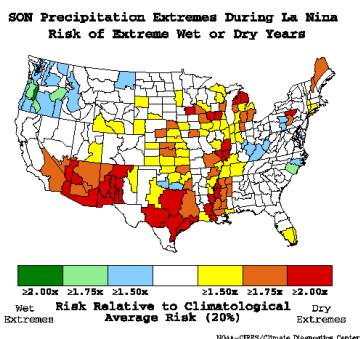 SON Precipitation Extremes During La Nina
Risk of Extreme Wet or Dry Years
≥2.00x ≥1.75x ≥1.50x ≥1.50x ≥1.75x ≥2.00x
Wet Extremes
Risk Relative to Climatological
Average Risk (20%)
Dry Extremes
NOAA-CIRES/Climate Diagnostics Center